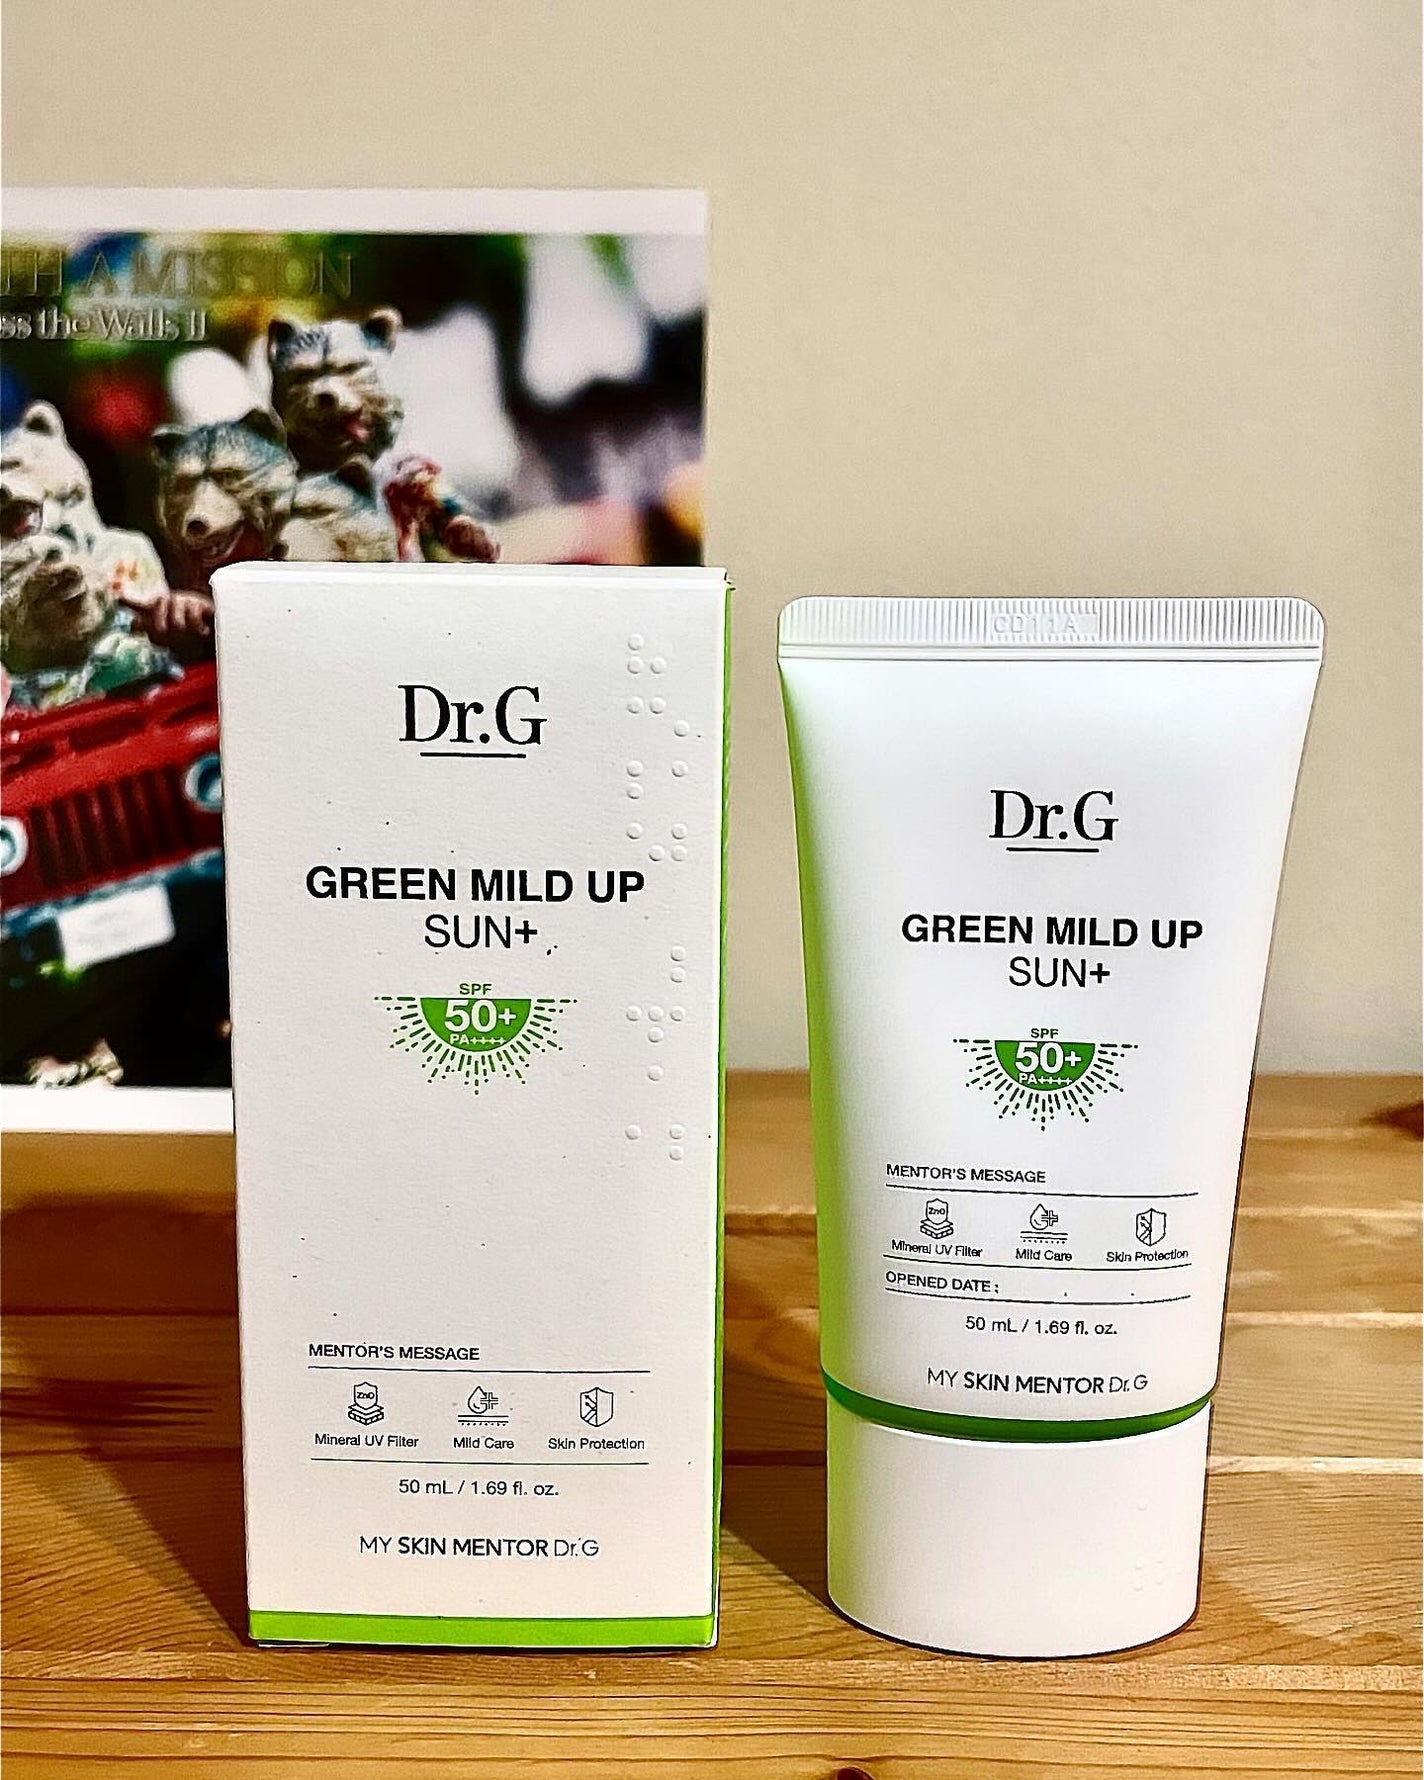 TH A MISSION
ss the Walls II
Dr.G
GREEN MILD UP
SUN+
SPF
50+
PA++++
MENTOR'S MESSAGE
ZnO
Mineral UV Filter Mild Care Skin Protection
50 mL / 1.69 fl. oz.
MY SKIN MENTOR Dr.G
CD11A
Dr.G
GREEN MILD UP
SUN+
SPF
50+
PA++++
MENTOR'S MESSAGE
ZnO
Mineral UV Filter Mild Care Skin Protection
OPENED DATE : . .
50 mL / 1.69 fl. oz.
MY SKIN MENTOR Dr.G